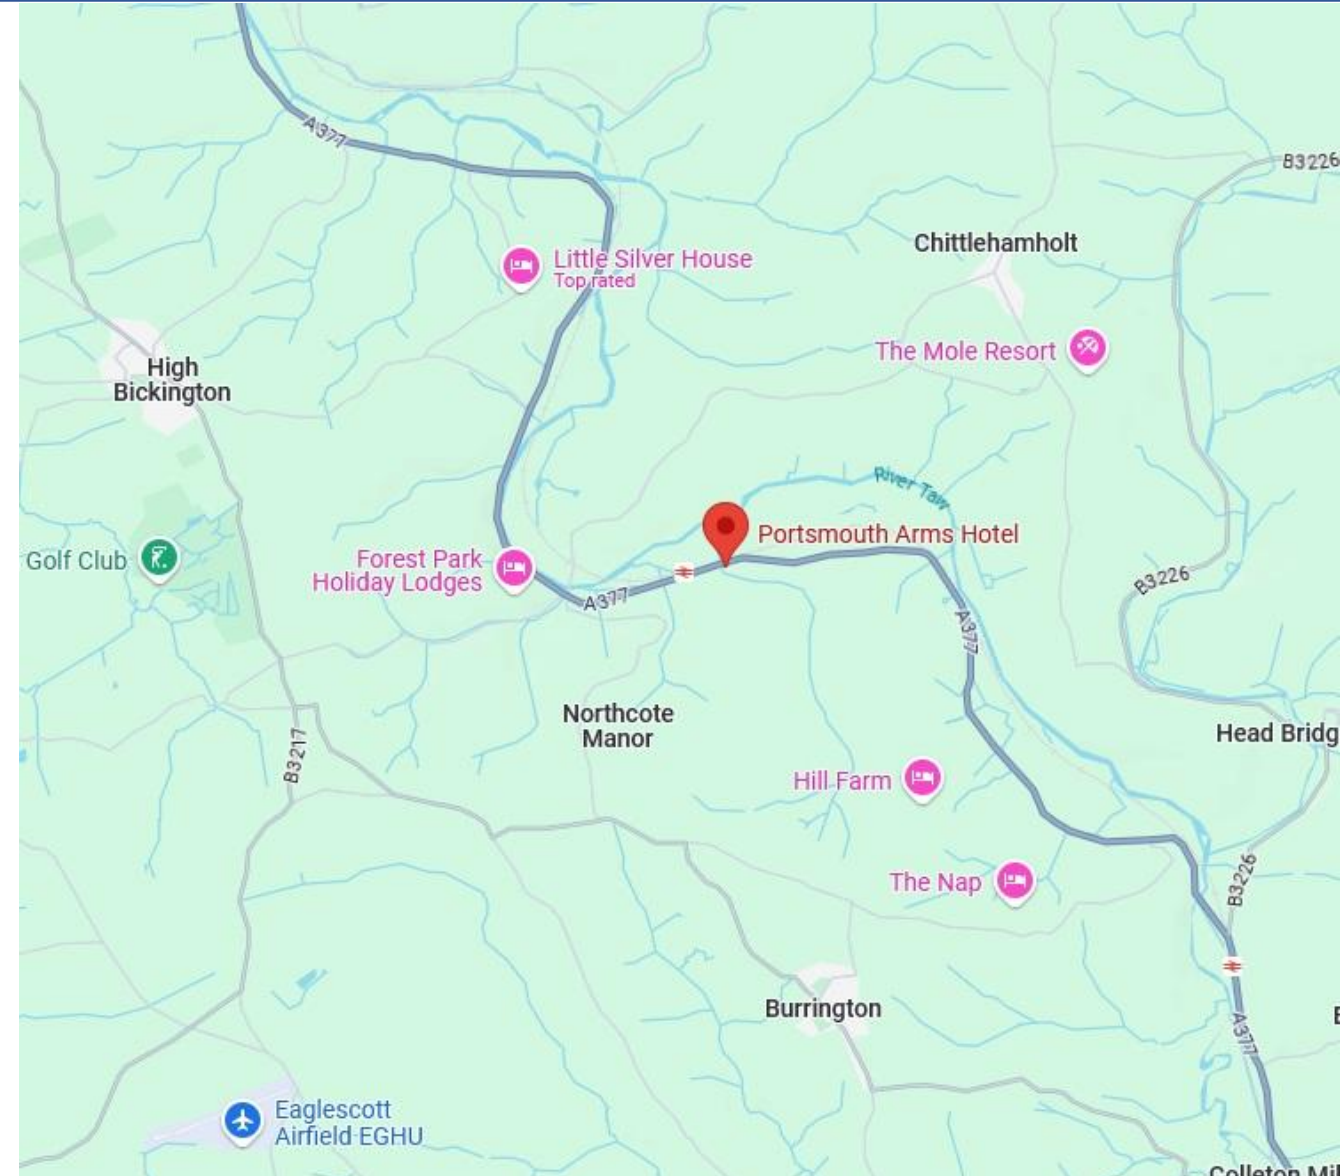 A377
B3226
Chittlehamholt
Little Silver House
Top rated
The Mole Resort
High
Bickington
River Taw
Portsmouth Arms Hotel
Golf Club
Forest Park
Holiday Lodges
A377
B3226
A377
Northcote
Manor
Head Bridg
B3217
Hill Farm
The Nap
B3226
Burrington
A377
E
Eaglescott
Airfield EGHU
Colleton Mil